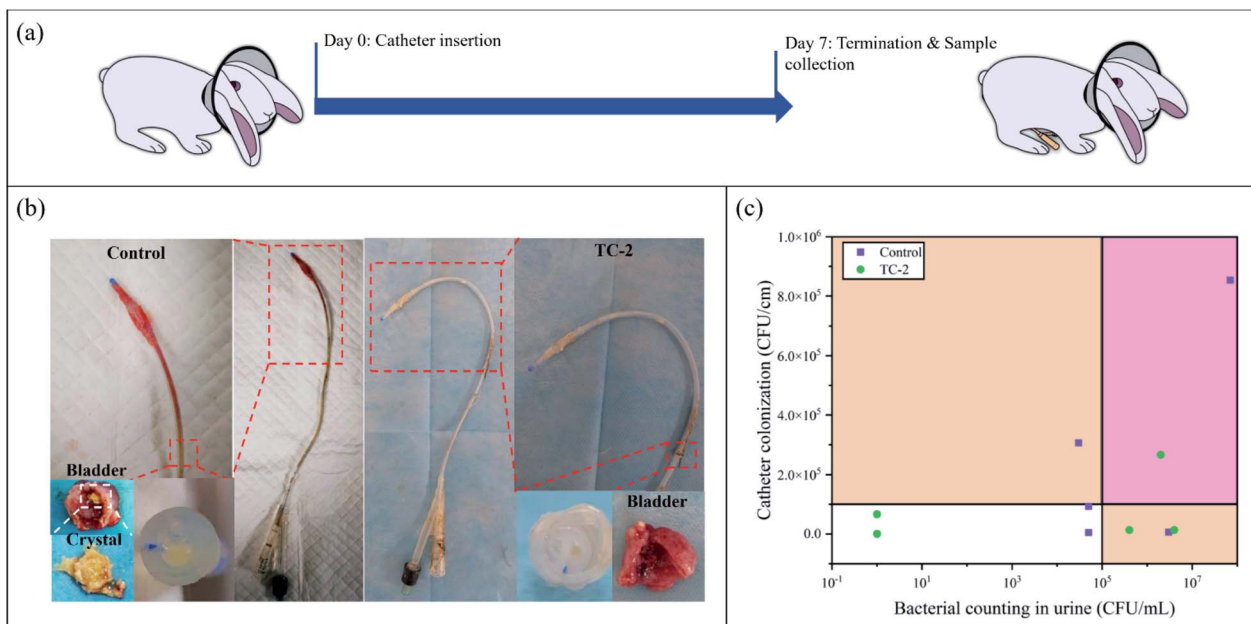 (a)
Day 0: Catheter insertion
Day 7: Termination & Sample
collection
(b)
Control
TC-2
Bladder
Crystal
Bladder
(c)
Control
TC-2
Catheter colonization (CFU/cm)
1.0×10⁶
8.0×10⁵
6.0×10⁵
4.0×10⁵
2.0×10⁵
0.0
10⁻¹
10¹
10³
10⁵
10⁷
Bacterial counting in urine (CFU/mL)